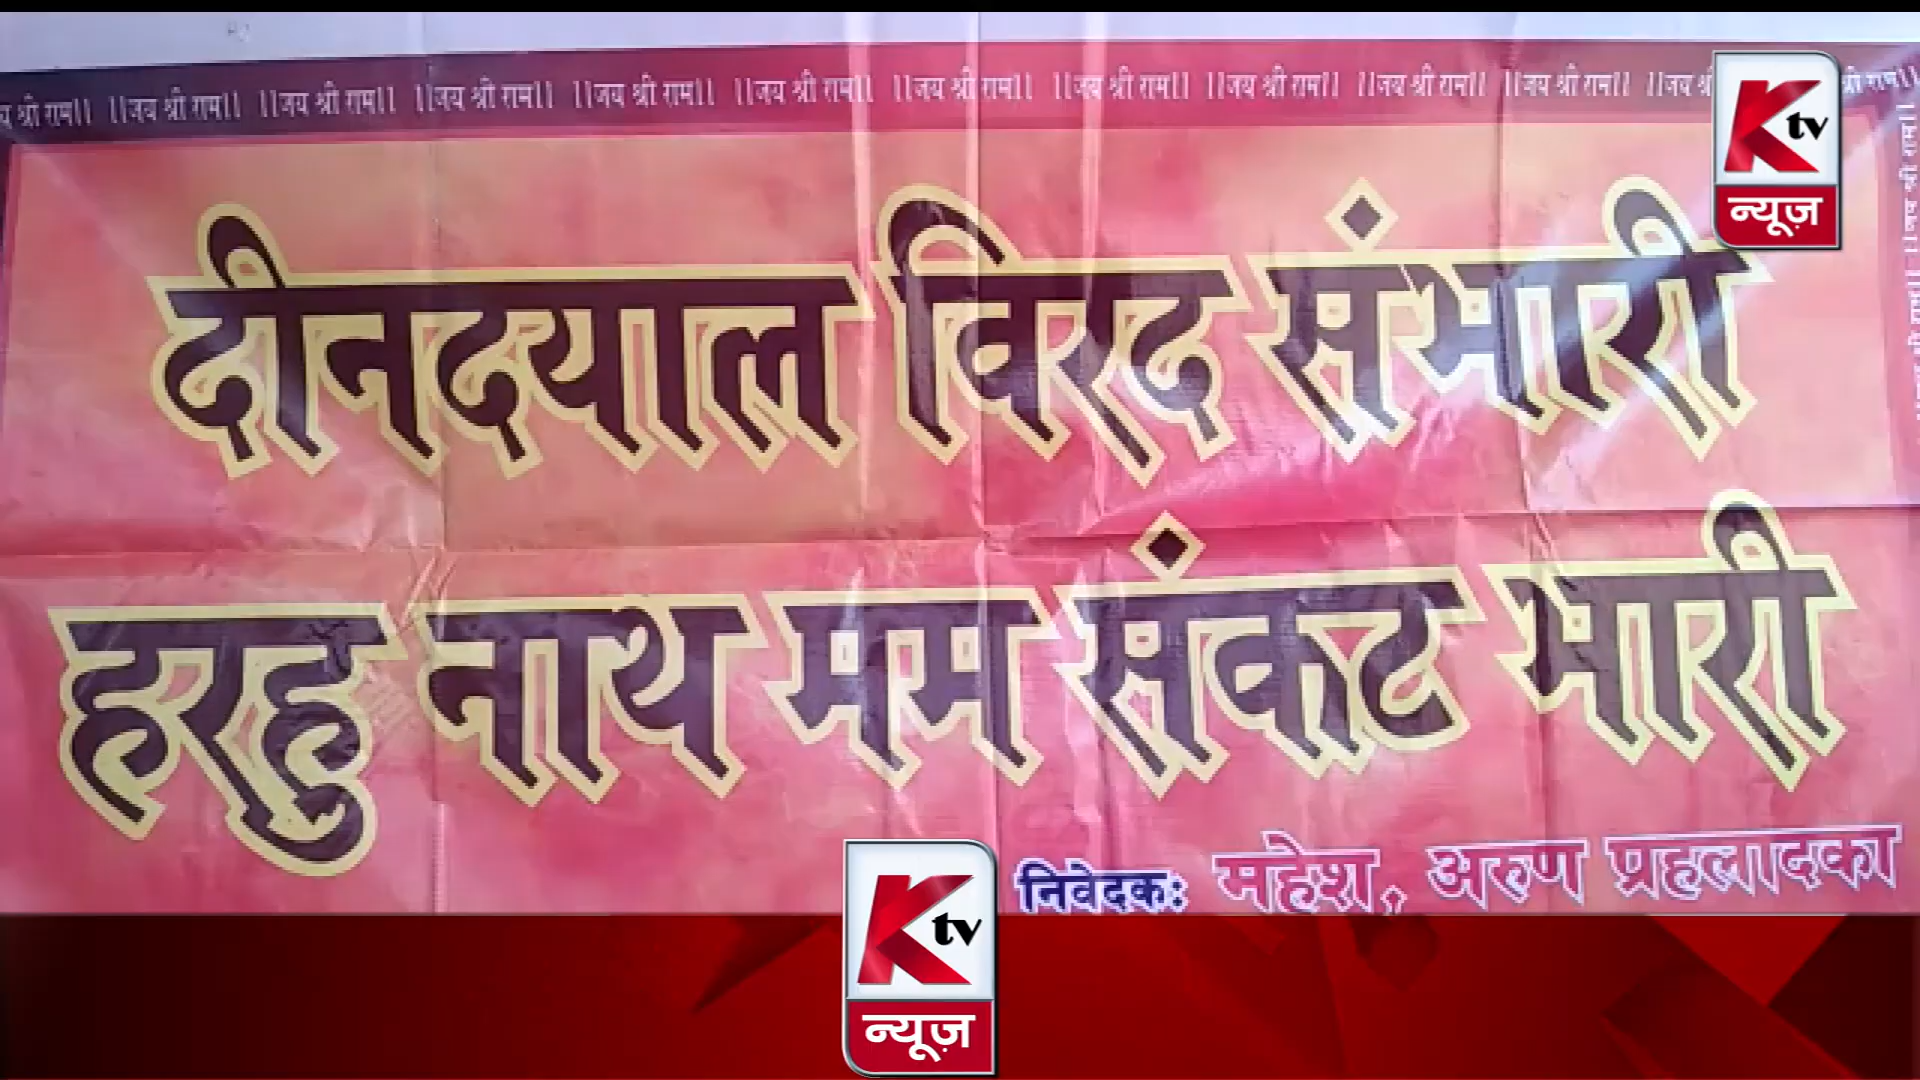 श्री राम।। ।।जय श्री राम।। ।।जय श्री राम।। ।।जय श्री राम।। ।।जय श्री राम।। ।।जय श्री राम।। ।।जय श्री राम।। ।।जय श्री राम।। ।।जय श्री राम।। ।।जय श्री राम।। ।।जय श्री राम।। ।।जय श्री राम।।
K tv
न्यूज़
दीनदयाल विरद संभारी
हरहु नाथ मम संकट भारी
निवेदक: महेश, अरुण प्रहलादका
K tv
न्यूज़